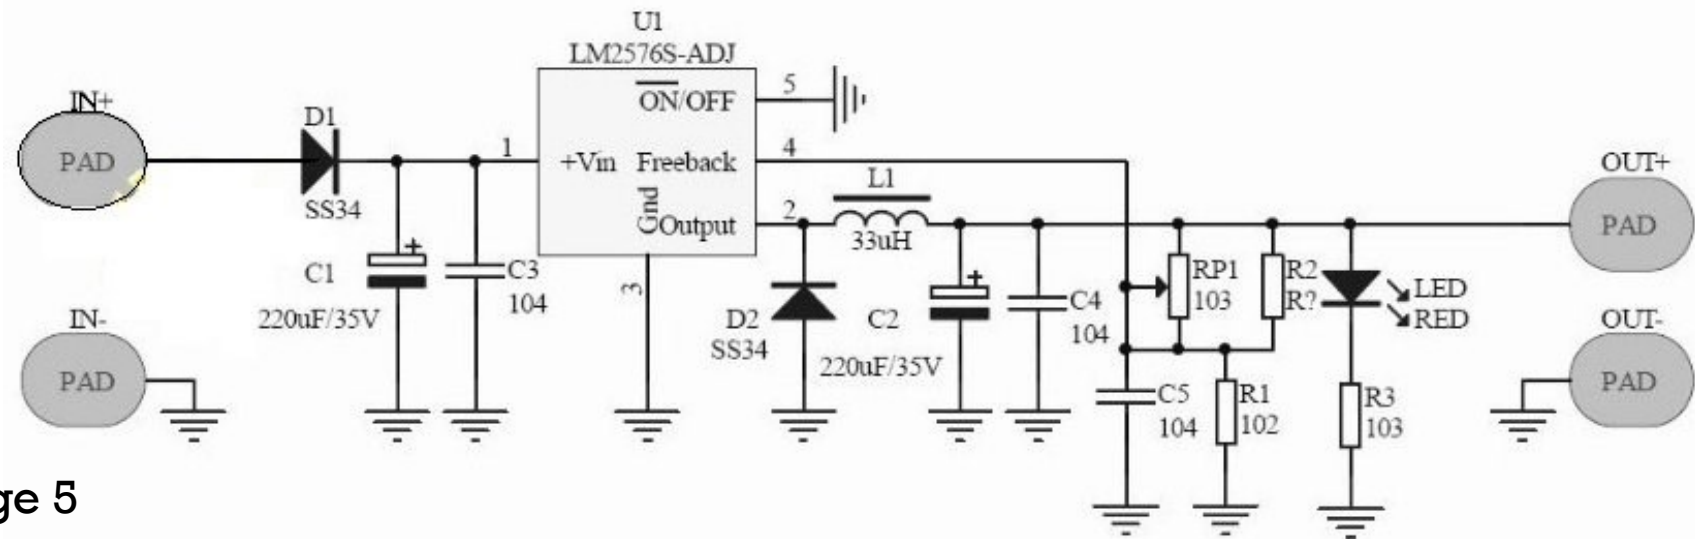 U1
LM2576S-ADJ
IN+
PAD
D1
SS34
1
+Vin
ON/OFF
5
Freeback
4
Gnd
Output
2
3
L1
33uH
C1
220uF/35V
C3
104
IN-
PAD
D2
SS34
C2
220uF/35V
C4
104
RP1
103
R2
R?
LED
RED
C5
104
R1
102
R3
103
OUT+
PAD
OUT-
PAD
ge 5